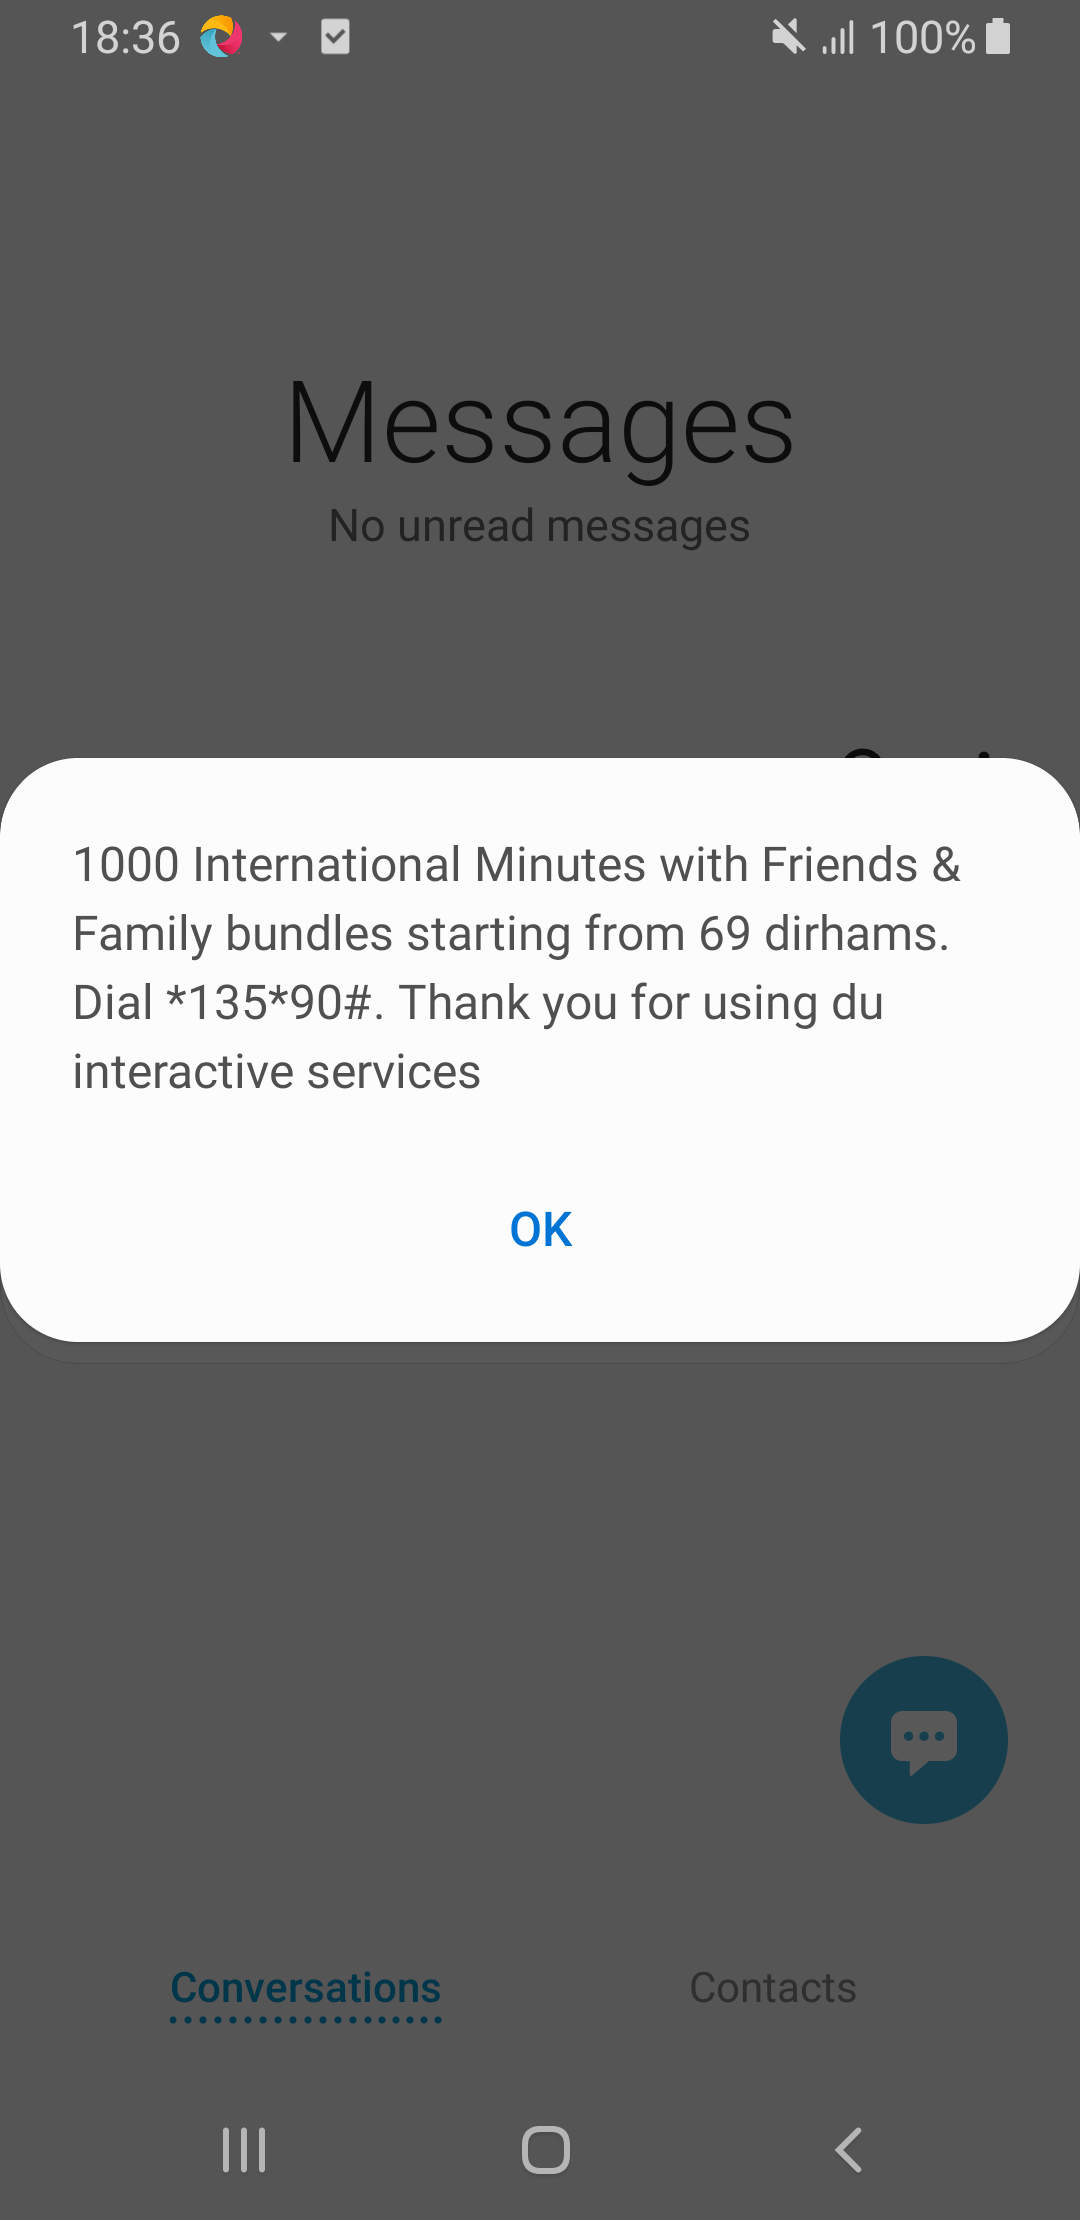 18:36
100%
Messages
No unread messages
1000 International Minutes with Friends &
Family bundles starting from 69 dirhams.
Dial *135*90#. Thank you for using du
interactive services
OK
Conversations
Contacts